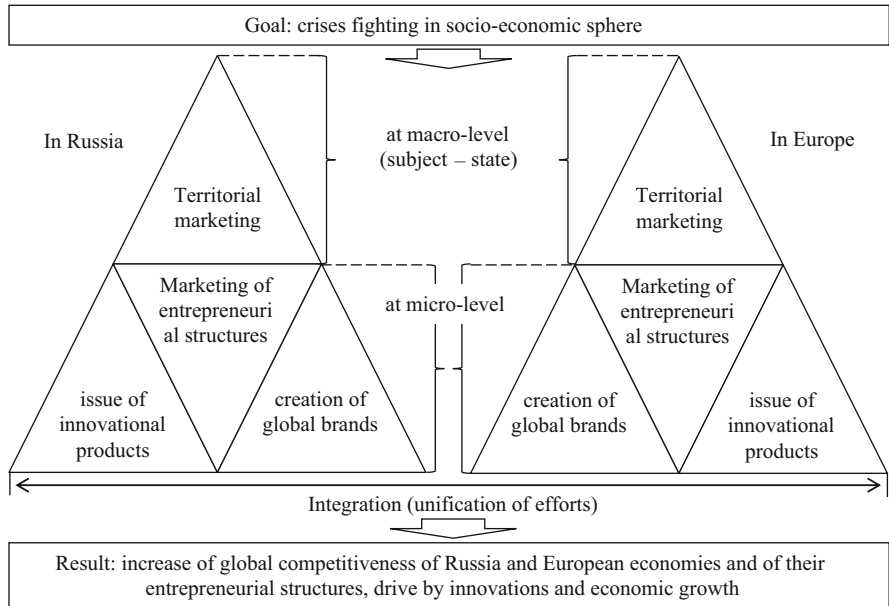 Goal: crises fighting in socio-economic sphere
In Russia
at macro-level
(subject – state)
In Europe
Territorial
marketing
Territorial
marketing
Marketing of
entrepreneuri
al structures
at micro-level
Marketing of
entrepreneuri
al structures
issue of
innovational
products
creation of
global brands
creation of
global brands
issue of
innovational
products
Integration (unification of efforts)
Result: increase of global competitiveness of Russia and European economies and of their
entrepreneurial structures, drive by innovations and economic growth